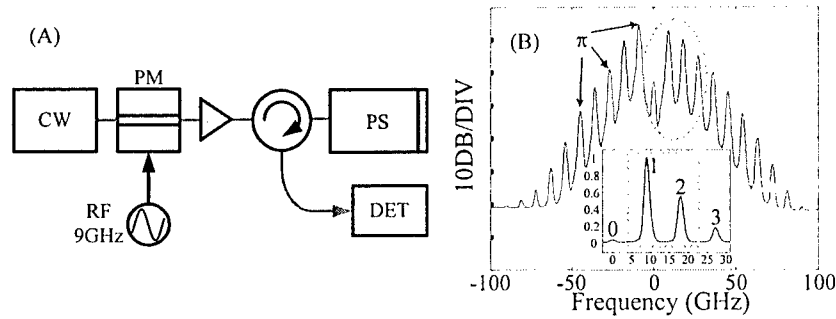 (A)
PM
CW
PS
RF
9GHz
DET
(B)
π
10DB/DIV
1
0.8
0.6
0.4
0.2
0
0
1
2
3
0 5 10 15 20 25 30
-100 -50 0 50 100
Frequency (GHz)